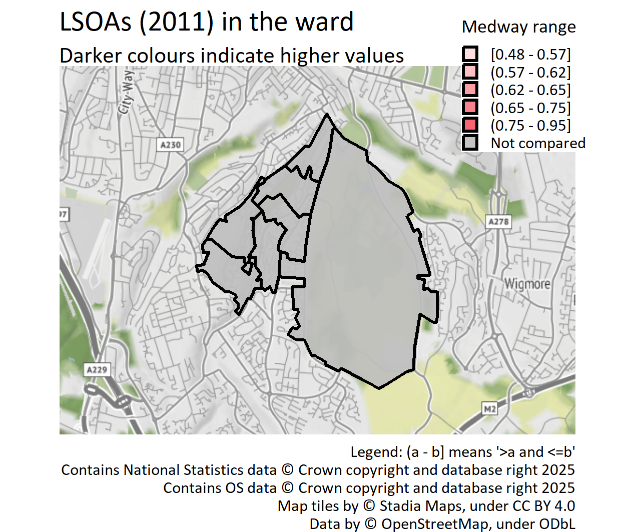 LSOAs (2011) in the ward
Darker colours indicate higher values
Medway range
[0.48 - 0.57]
(0.57 - 0.62]
(0.62 - 0.65]
(0.65 - 0.75]
(0.75 - 0.95]
Not compared
City Way
A230
A278
Wigmore
A229
M2
Legend: (a - b] means '>a and <=b'
Contains National Statistics data © Crown copyright and database right 2025
Contains OS data © Crown copyright and database right 2025
Map tiles by © Stadia Maps, under CC BY 4.0
Data by © OpenStreetMap, under ODbL